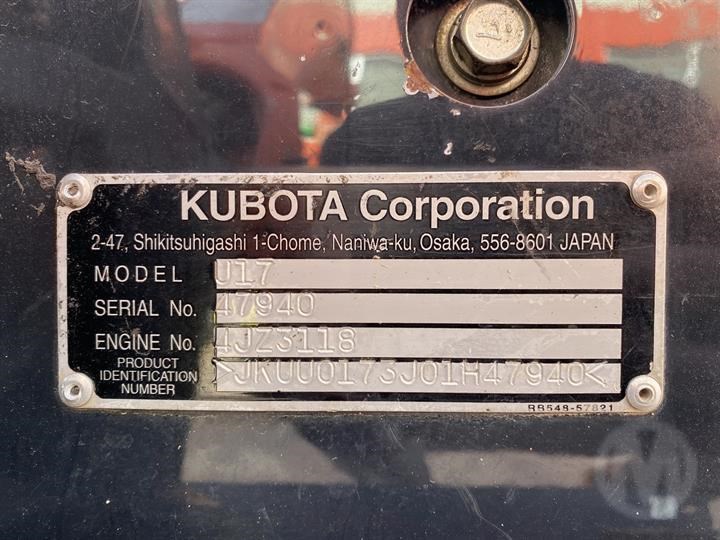 KUBOTA Corporation
2-47, Shikitsuhigashi 1-Chome, Naniwa-ku, Osaka, 556-8601 JAPAN
MODEL U17
SERIAL No. 47940
ENGINE No. 4JZ3118
PRODUCT
IDENTIFICATION >JKUU0173J01H47940<
NUMBER
RB548-57821
M